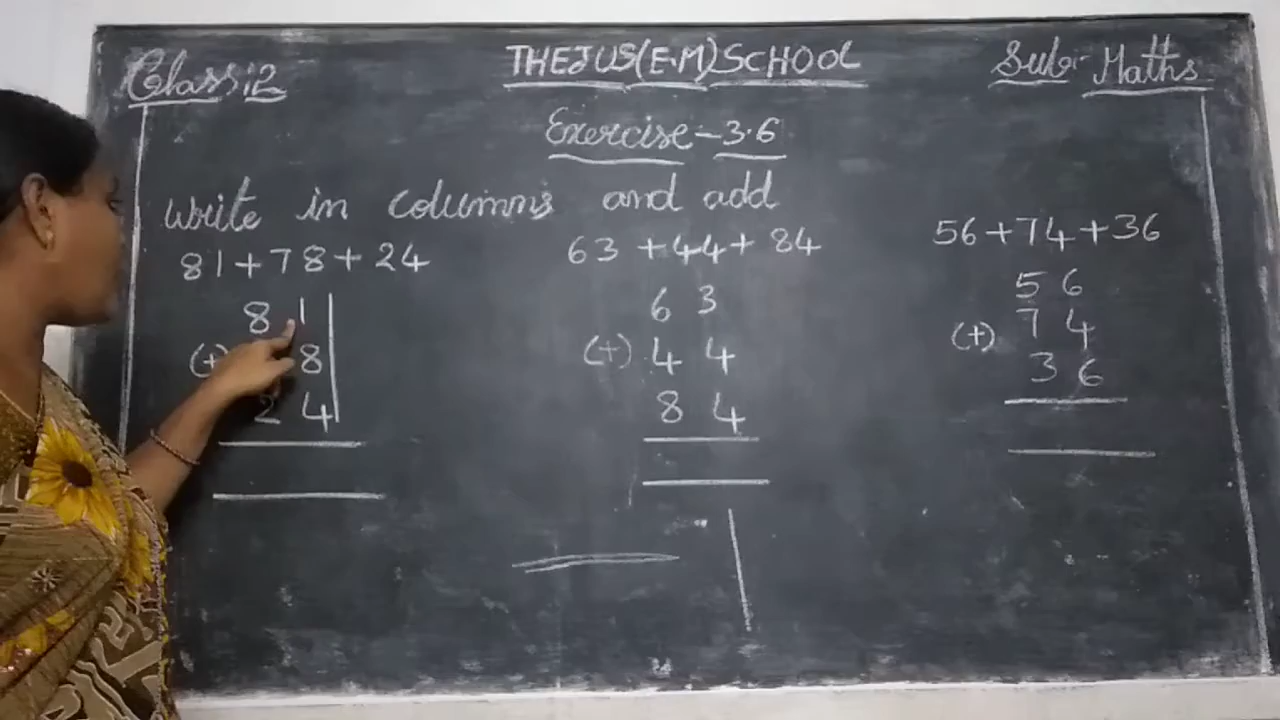 Class:2 THEJUS(E.M)SCHOOL Sub:- Maths
Exercise-3.6
write in columns and add
81+78+24
8 1
(+) 8
2 4
63+44+84
6 3
(+) 4 4
8 4
56+74+36
5 6
(+) 7 4
3 6